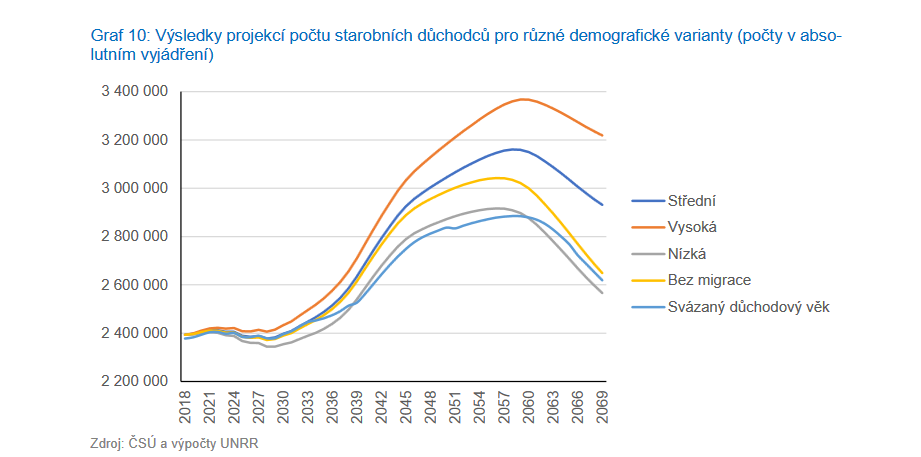 Graf 10: Výsledky projekcí počtu starobních důchodců pro různé demografické varianty (počty v abso-
lutním vyjádření)
3 400 000
3 200 000
3 000 000
2 800 000
2 600 000
2 400 000
2 200 000
2018
2021
2024
2027
2030
2033
2036
2039
2042
2045
2048
2051
2054
2057
2060
2063
2066
2069
Střední
Vysoká
Nízká
Bez migrace
Svázaný důchodový věk
Zdroj: ČSÚ a výpočty UNRR